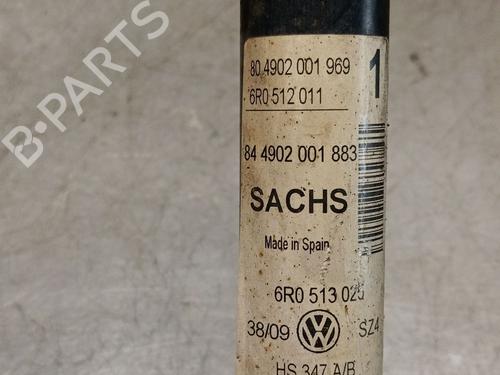 B-PARTS
80 4902 001 969
6R0 512 011
1
84 4902 001 883
SACHS
Made in Spain
6R0 513 025
38/09
SZ4
HS 347 A/B